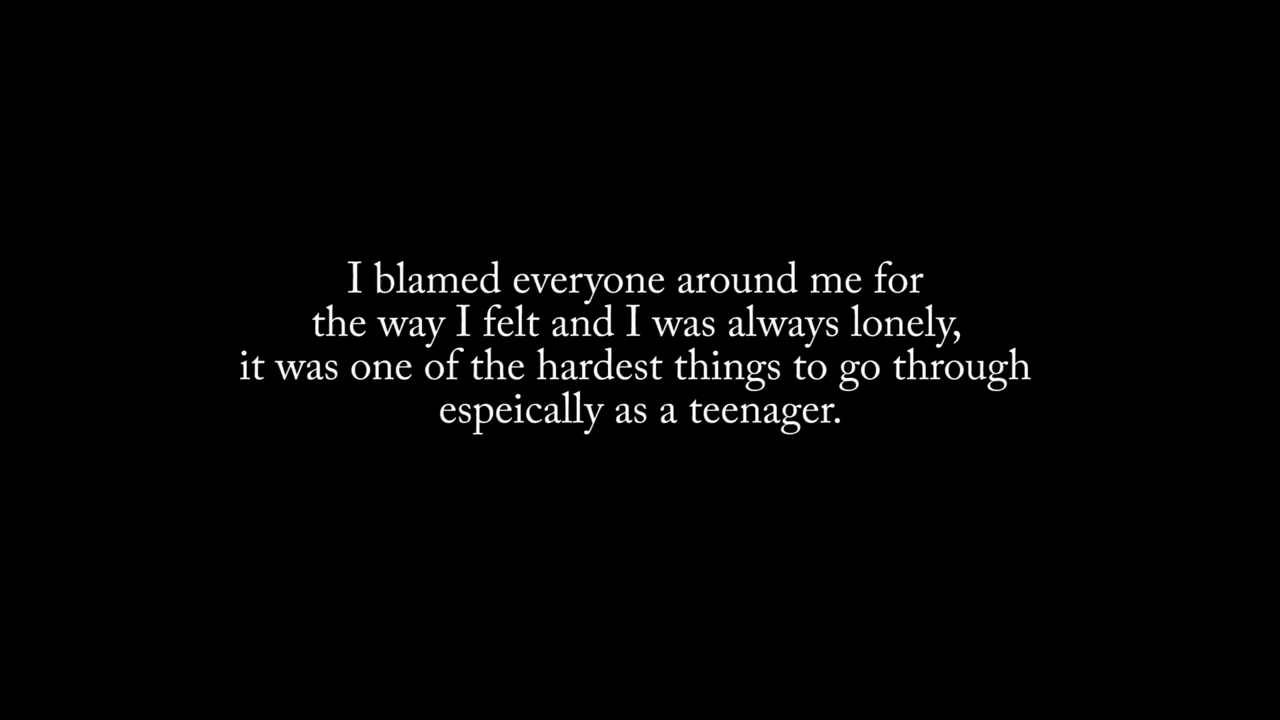 I blamed everyone around me for
the way I felt and I was always lonely,
it was one of the hardest things to go through
espeically as a teenager.